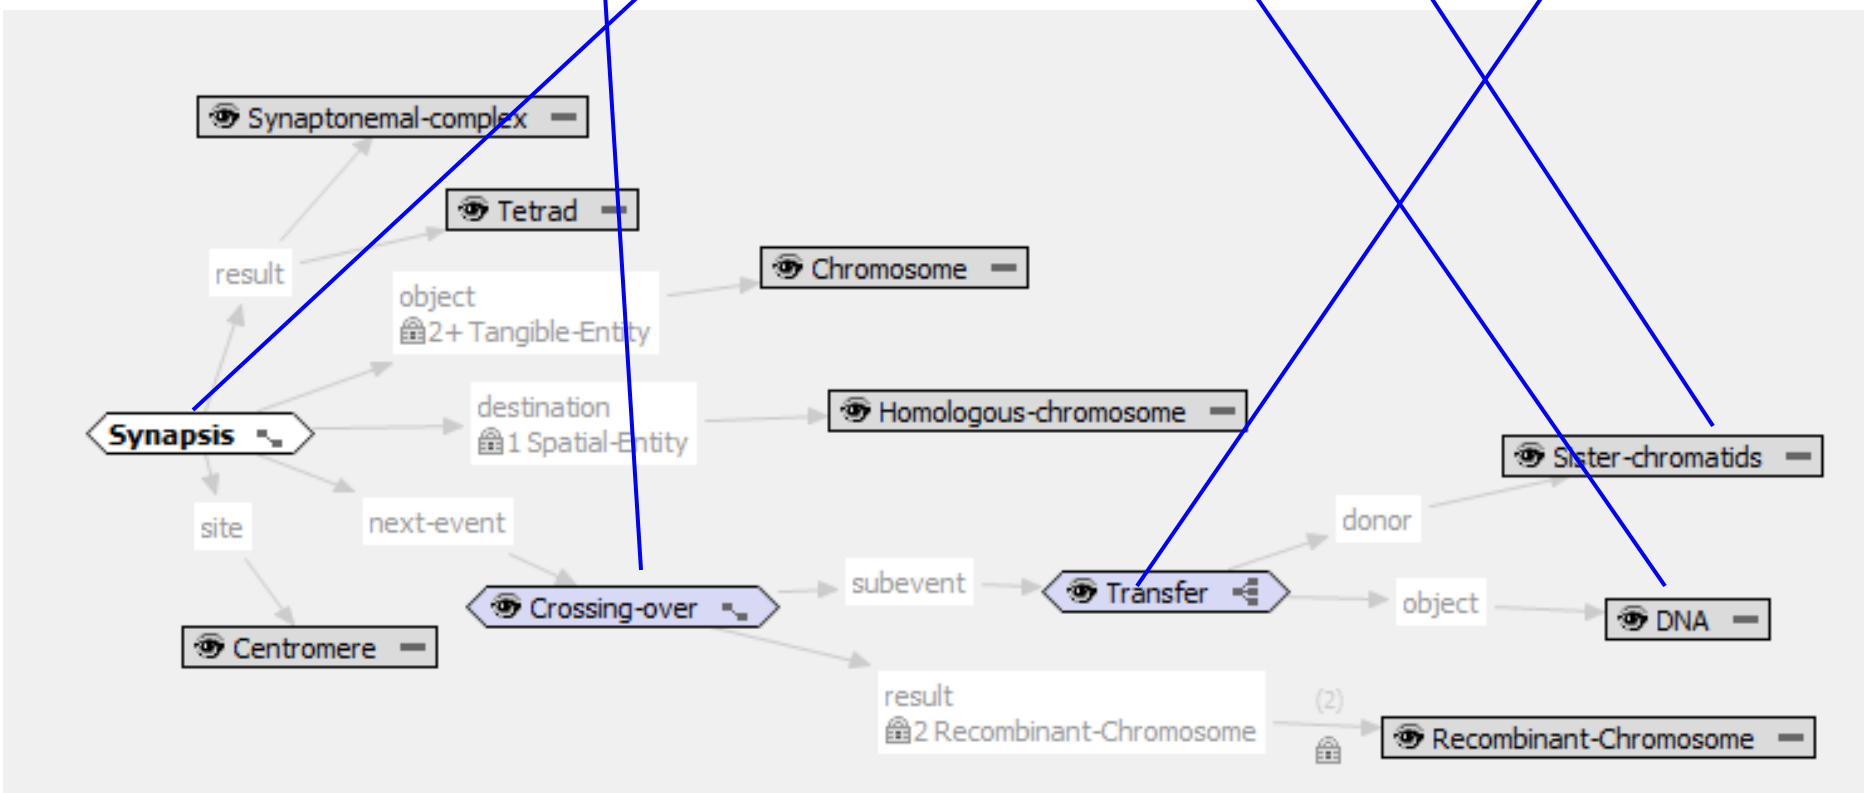 Synaptonemal-complex
Tetrad
Chromosome
result
object
2+ Tangible-Entity
destination
1 Spatial-Entity
Homologous-chromosome
Synapsis
Sister-chromatids
site
next-event
donor
subevent
Crossing-over
Transfer
object
DNA
Centromere
result
2 Recombinant-Chromosome
(2)
Recombinant-Chromosome